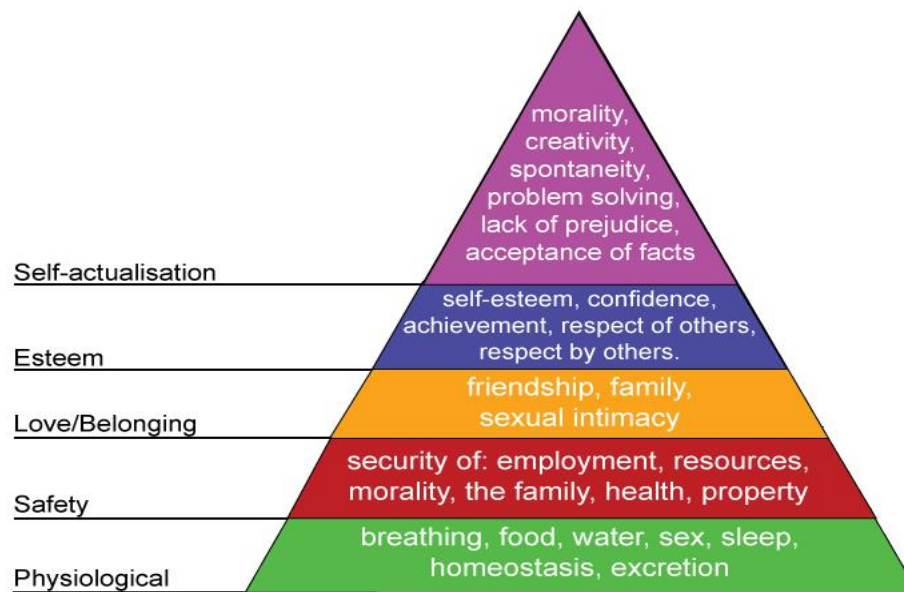 morality,
creativity,
spontaneity,
problem solving,
lack of prejudice,
acceptance of facts
Self-actualisation
self-esteem, confidence,
achievement, respect of others,
respect by others.
Esteem
friendship, family,
sexual intimacy
Love/Belonging
security of: employment, resources,
morality, the family, health, property
Safety
breathing, food, water, sex, sleep,
homeostasis, excretion
Physiological